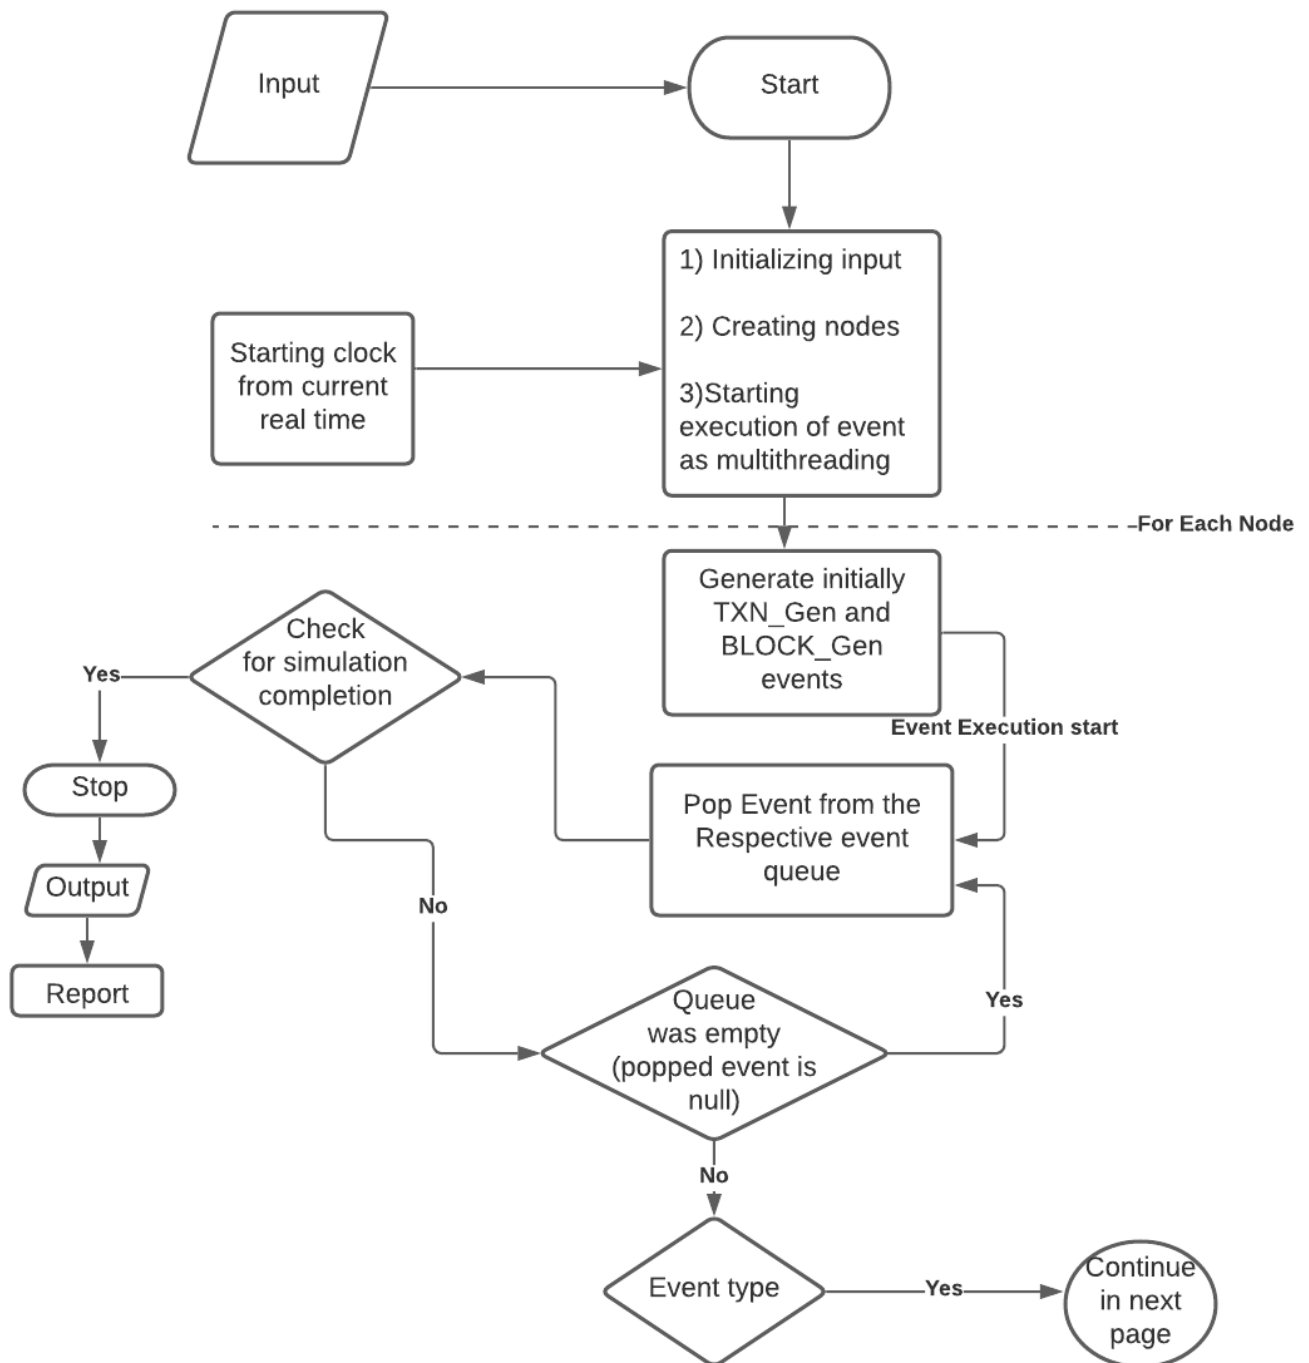 Input
Start
1) Initializing input
2) Creating nodes
3)Starting
execution of event
as multithreading
Starting clock
from current
real time
For Each Node
Generate initially
TXN_Gen and
BLOCK_Gen
events
Event Execution start
Check
for simulation
completion
Yes
Stop
Output
Report
Pop Event from the
Respective event
queue
No
Queue
was empty
(popped event is
null)
Yes
No
Event type
Yes
Continue
in next
page